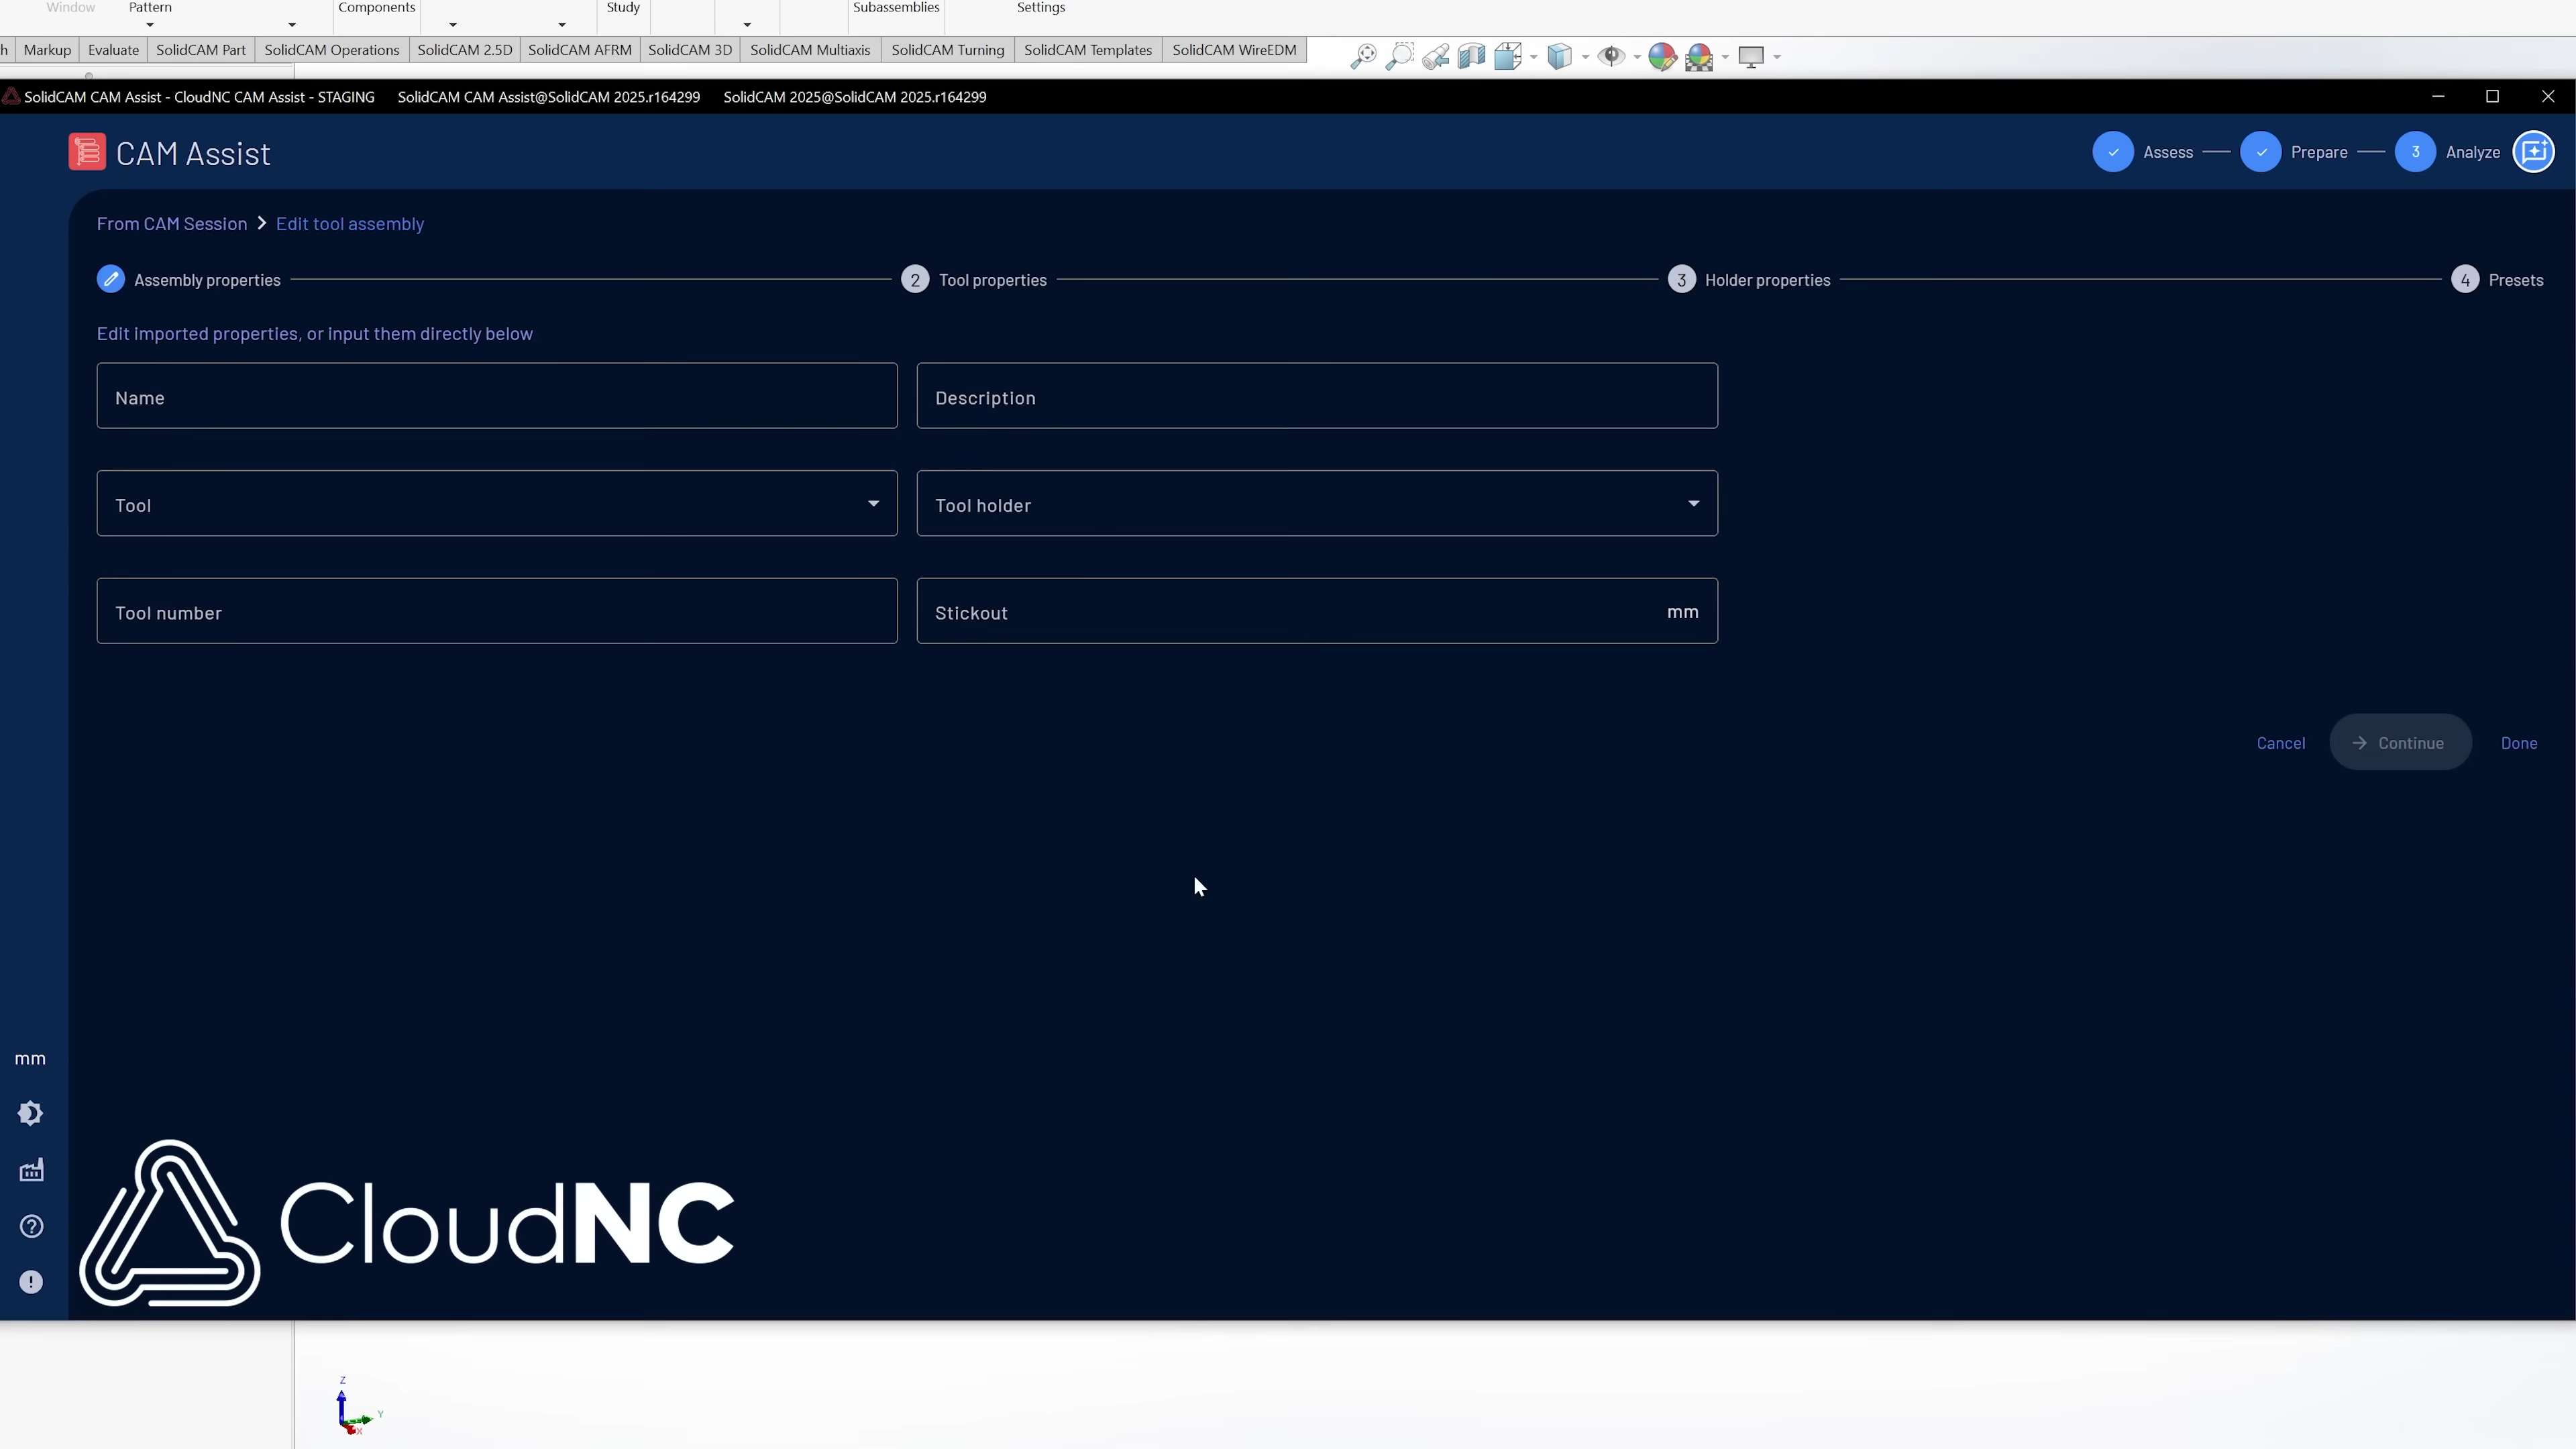 Window Pattern Components Study Subassemblies Settings
h Markup Evaluate SolidCAM Part SolidCAM Operations SolidCAM 2.5D SolidCAM AFRM SolidCAM 3D SolidCAM Multiaxis SolidCAM Turning SolidCAM Templates SolidCAM WireEDM
SolidCAM CAM Assist - CloudNC CAM Assist - STAGING SolidCAM CAM Assist@SolidCAM 2025.r164299 SolidCAM 2025@SolidCAM 2025.r164299
CAM Assist
Assess Prepare 3 Analyze
From CAM Session > Edit tool assembly
Assembly properties 2 Tool properties 3 Holder properties 4 Presets
Edit imported properties, or input them directly below
Name Description
Tool Tool holder
Tool number Stickout mm
Cancel Continue Done
mm
CloudNC
Z
Y
X